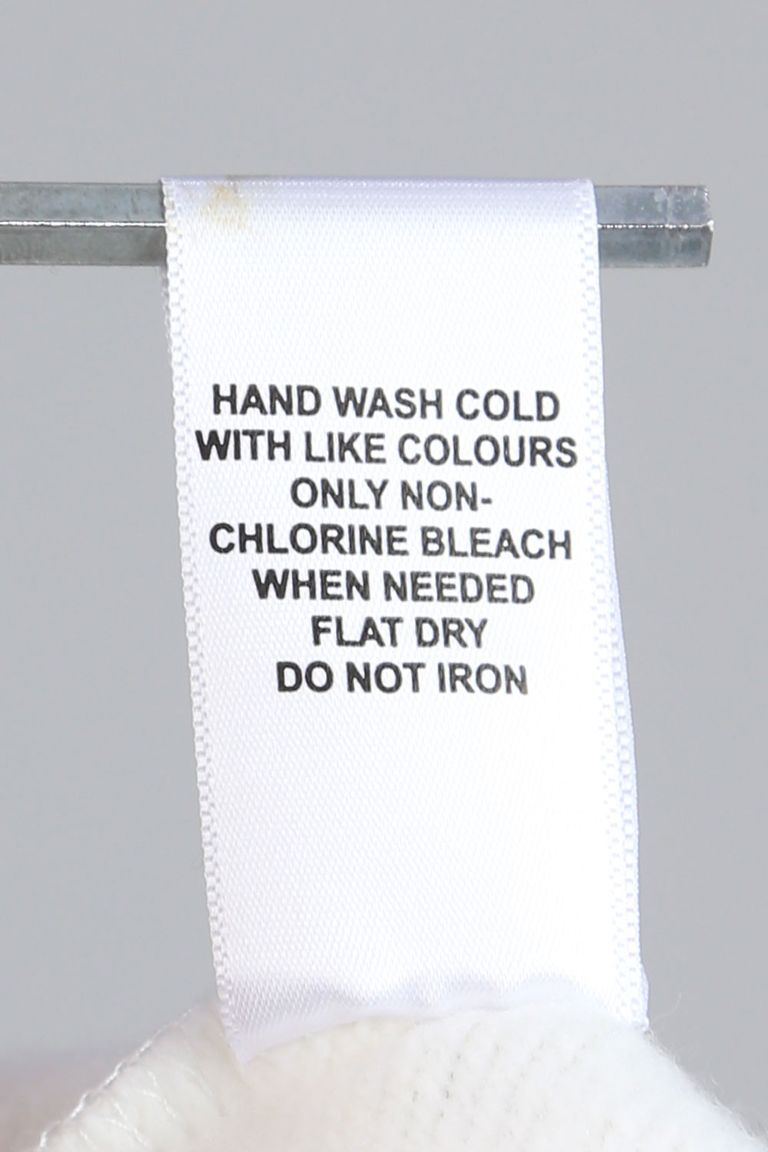 HAND WASH COLD
WITH LIKE COLOURS
ONLY NON-
CHLORINE BLEACH
WHEN NEEDED
FLAT DRY
DO NOT IRON